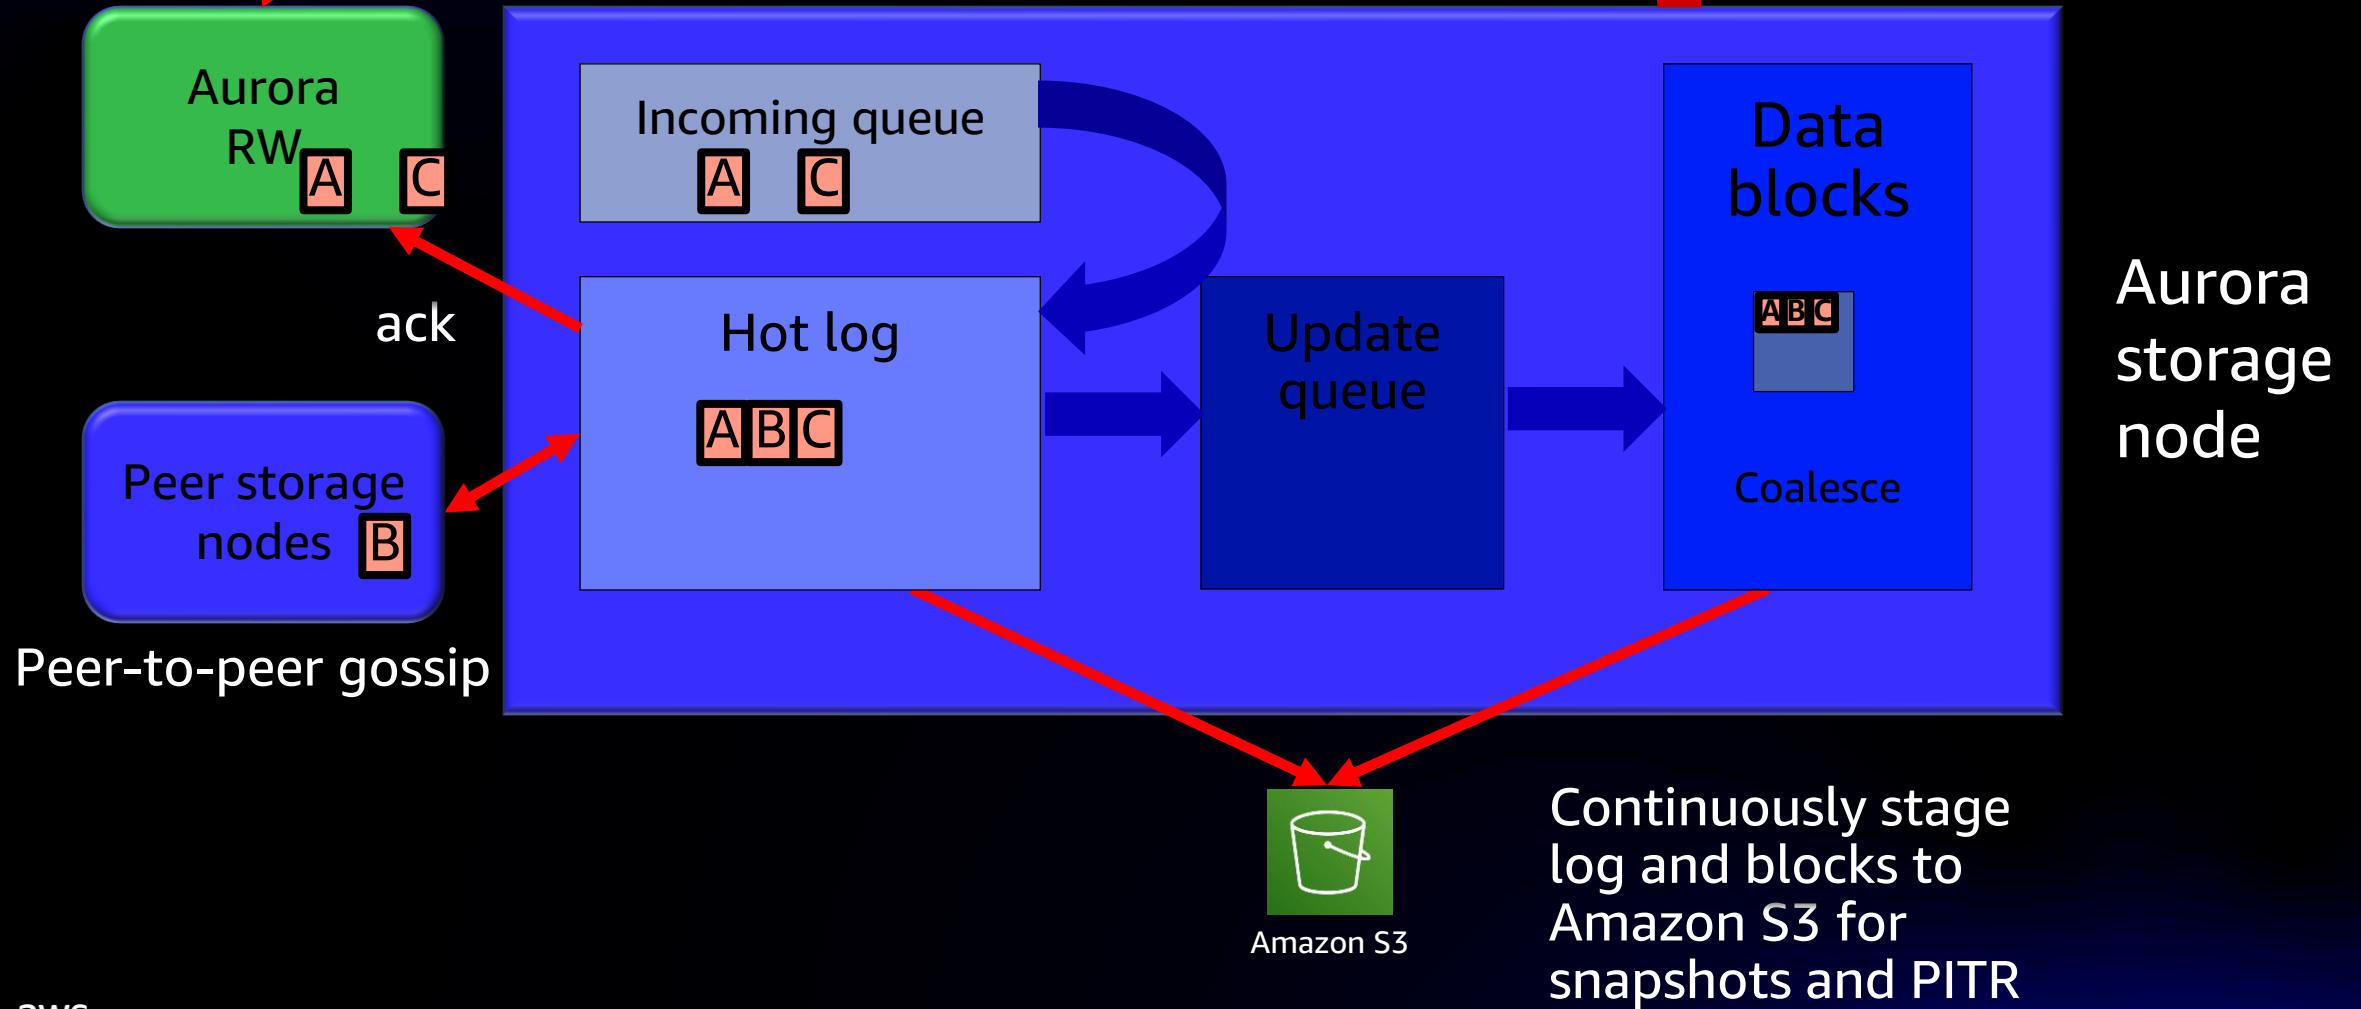 Aurora
RW
A C
ack
Peer storage
nodes B
Peer-to-peer gossip
Incoming queue
A C
Hot log
A B C
Update
queue
Data
blocks
A B C
Coalesce
Aurora
storage
node
Amazon S3
Continuously stage
log and blocks to
Amazon S3 for
snapshots and PITR
aws